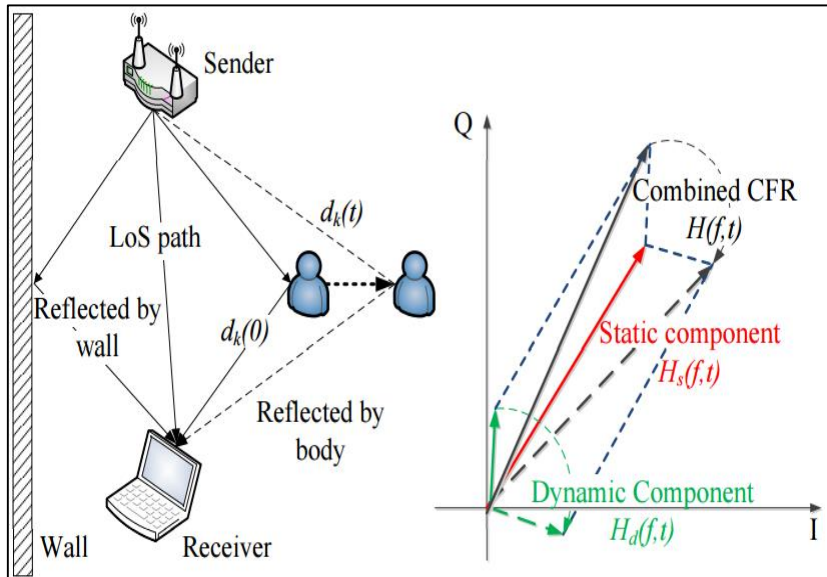 Sender
d_k(t)
LoS path
Reflected by
wall
d_k(0)
Reflected by
body
Wall
Receiver
Q
Combined CFR
H(f,t)
Static component
H_s(f,t)
Dynamic Component
H_d(f,t)
I